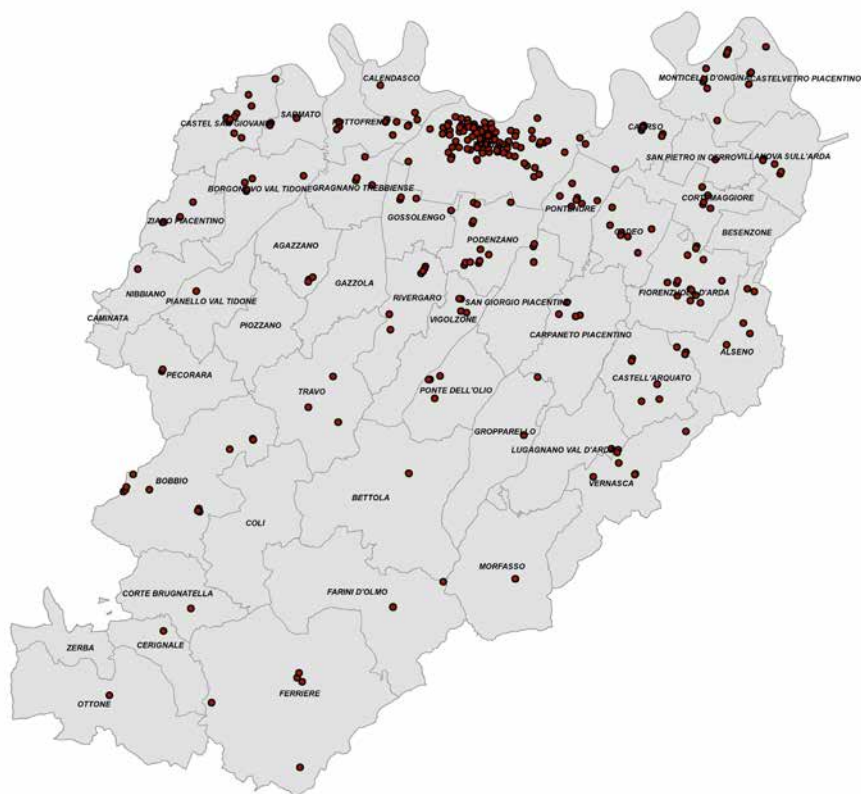 CALENDASCO
MONTICELLI D'ONGINA
CASTELVETRO PIACENTINO
CASTEL SAN GIOVANNI
SARMATO
ROTTOFRENO
CAORSO
SAN PIETRO IN CERRO
VILLANOVA SULL'ARDA
BORGONOVO VAL TIDONE
GRAGNANO TREBBIENSE
CORTEMAGGIORE
ZIANO PIACENTINO
GOSSOLENGO
PONTENURE
CADEO
BESENZONE
PODENZANO
AGAZZANO
GAZZOLA
NIBBIANO
PIANELLO VAL TIDONE
RIVERGARO
SAN GIORGIO PIACENTINO
FIORENZUOLA D'ARDA
CAMINATA
PIOZZANO
VIGOLZONE
CARPANETO PIACENTINO
ALSENO
PECORARA
CASTELL'ARQUATO
TRAVO
PONTE DELL'OLIO
GROPPARELLO
LUGAGNANO VAL D'ARDA
BOBBIO
BETTOLA
VERNASCA
COLI
MORFASSO
CORTE BRUGNATELLA
FARINI D'OLMO
ZERBA
CERIGNALE
FERRIERE
OTTONE